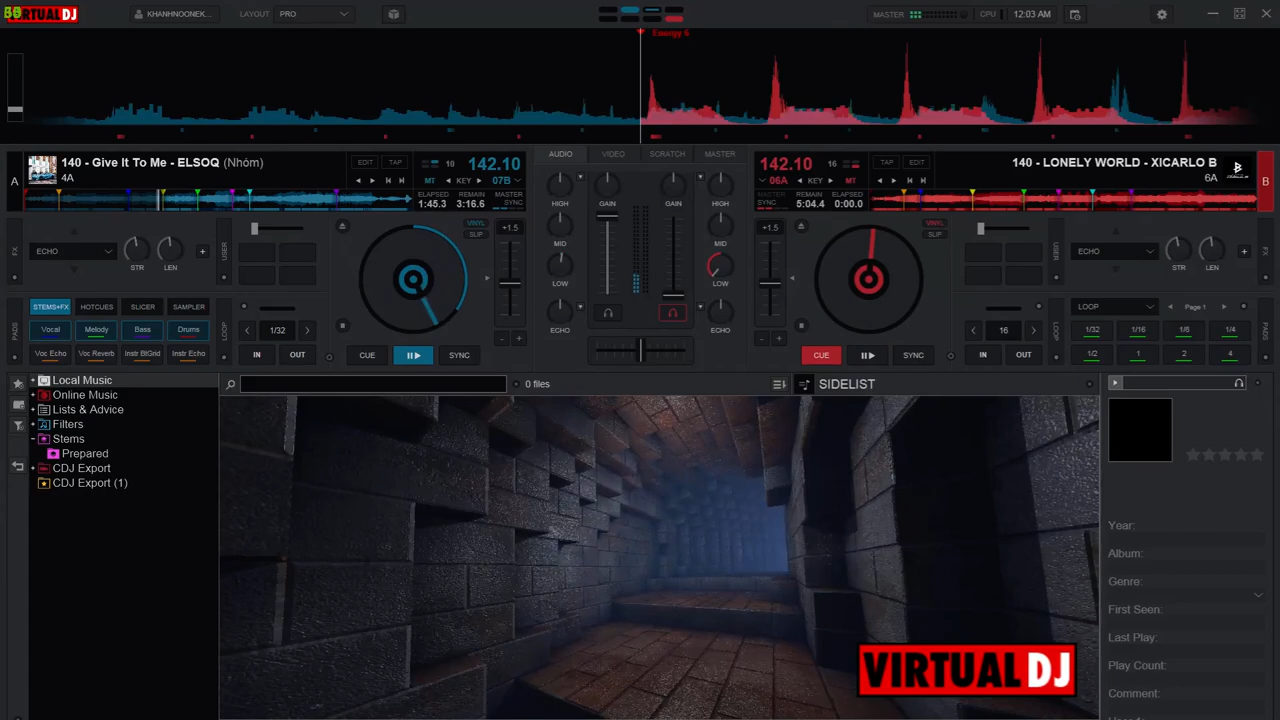 VIRTUAL DJ
KHANHNOONEK...
LAYOUT PRO
MASTER CPU 12:03 AM
Energy 6
A 140 - Give It To Me - ELSOQ (Nhóm)
4A
EDIT TAP
MT KEY
10 142.10
07B
ELAPSED REMAIN MASTER
1:45.3 3:16.6 SYNC
AUDIO VIDEO SCRATCH MASTER
142.10 16
06A KEY MT
TAP EDIT
MASTER ELAPSED REMAIN
SYNC 5:04.4 0:00.0
140 - LONELY WORLD - XICARLO B
6A
B
FX ECHO STR LEN + USER
VINYL
SLIP
+1.5
HIGH GAIN GAIN HIGH
MID MID
LOW LOW
ECHO ECHO
+1.5
VINYL
SLIP
USER ECHO STR LEN + FX
PADS
STEMS+FX HOTCUES SLICER SAMPLER
Vocal Melody Bass Drums
Voc Echo Voc Reverb Instr BtGrid Instr Echo
LOOP
1/32
IN OUT
CUE SYNC
- +
- +
CUE SYNC
16
IN OUT
LOOP
LOOP Page 1
1/32 1/16 1/8 1/4
1/2 1 2 4
PADS
Local Music
Online Music
Lists & Advice
Filters
Stems
Prepared
CDJ Export
CDJ Export (1)
0 files
SIDELIST
Year:
Album:
Genre:
First Seen:
Last Play:
Play Count:
Comment:
VIRTUAL DJ